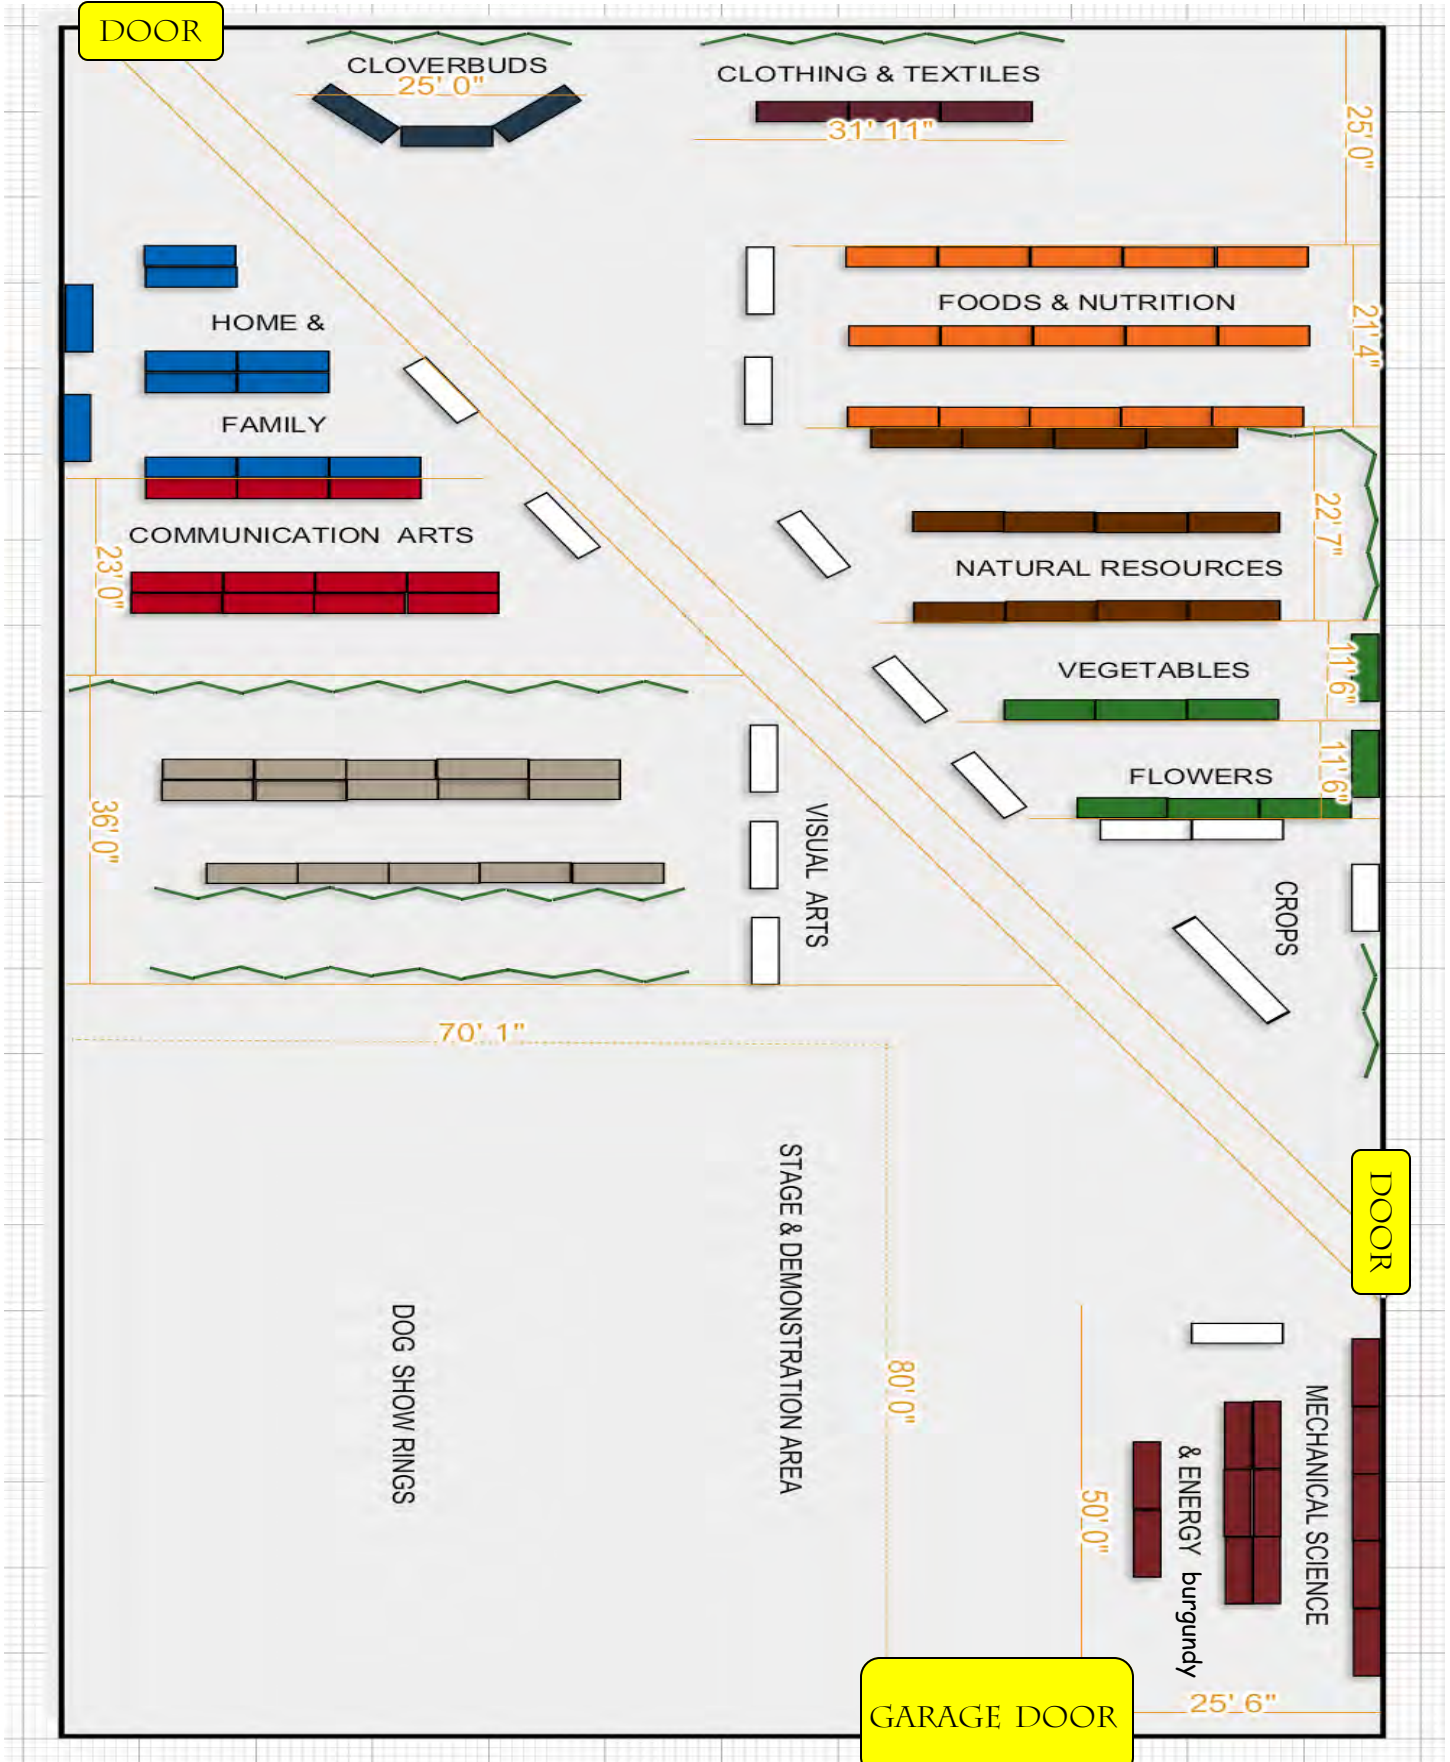 DOOR
CLOVERBUDS
25' 0"
CLOTHING & TEXTILES
31' 11"
25' 0"
HOME &
FAMILY
FOODS & NUTRITION
21' 4"
COMMUNICATION ARTS
23' 0"
22' 7"
NATURAL RESOURCES
VEGETABLES
11' 6"
FLOWERS
11' 6"
36' 0"
VISUAL ARTS
CROPS
70' 1"
STAGE & DEMONSTRATION AREA
DOG SHOW RINGS
80' 0"
DOOR
MECHANICAL SCIENCE
& ENERGY burgundy
50' 0"
25' 6"
GARAGE DOOR